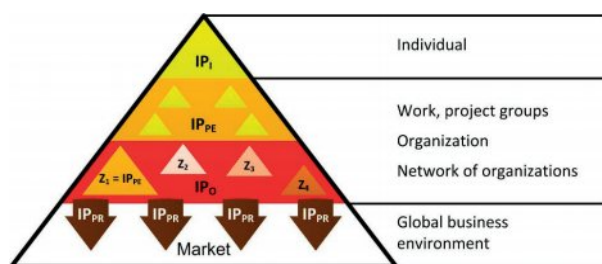 IPI
Individual
IPPE
Work, project groups
Organization
Network of organizations
Z1 = IPPE
Z2
Z3
Z4
IPO
IPPR
IPPR
IPPR
IPPR
Market
Global business
environment